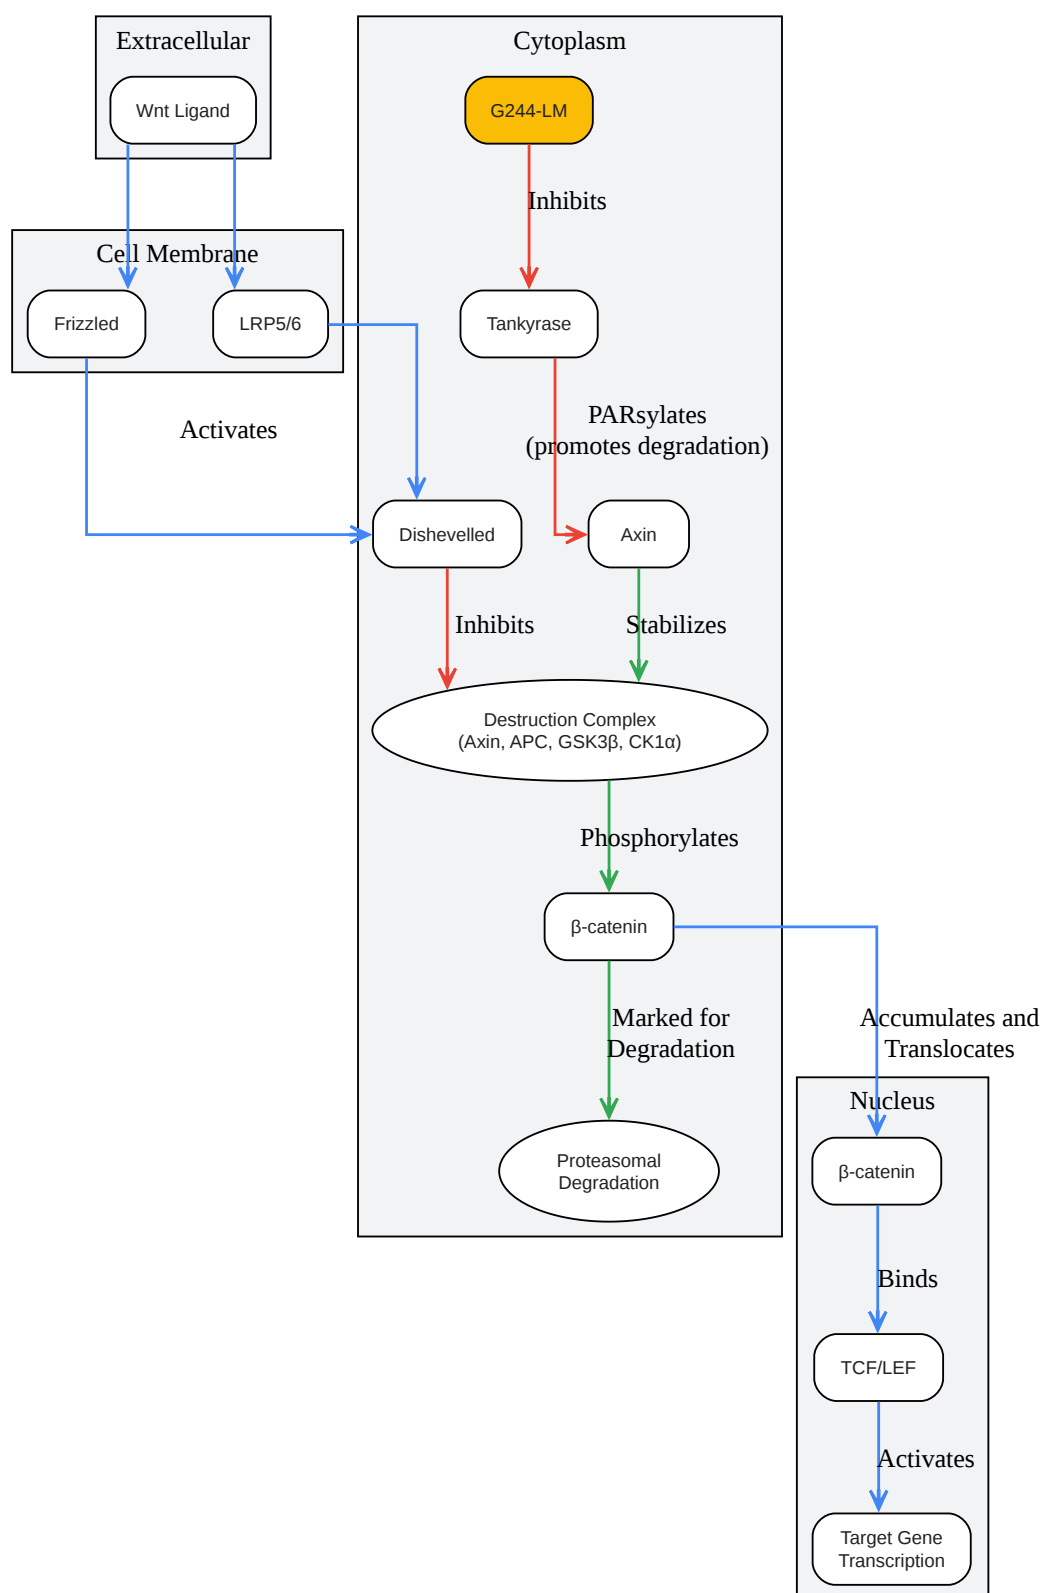 Extracellular
Cytoplasm
Wnt Ligand
G244-LM
Inhibits
Cell Membrane
Frizzled
LRP5/6
Tankyrase
Activates
PARsylates
(promotes degradation)
Dishevelled
Axin
Inhibits
Stabilizes
Destruction Complex
(Axin, APC, GSK3β, CK1α)
Phosphorylates
β-catenin
Marked for
Degradation
Accumulates and
Translocates
Nucleus
Proteasomal
Degradation
β-catenin
Binds
TCF/LEF
Activates
Target Gene
Transcription